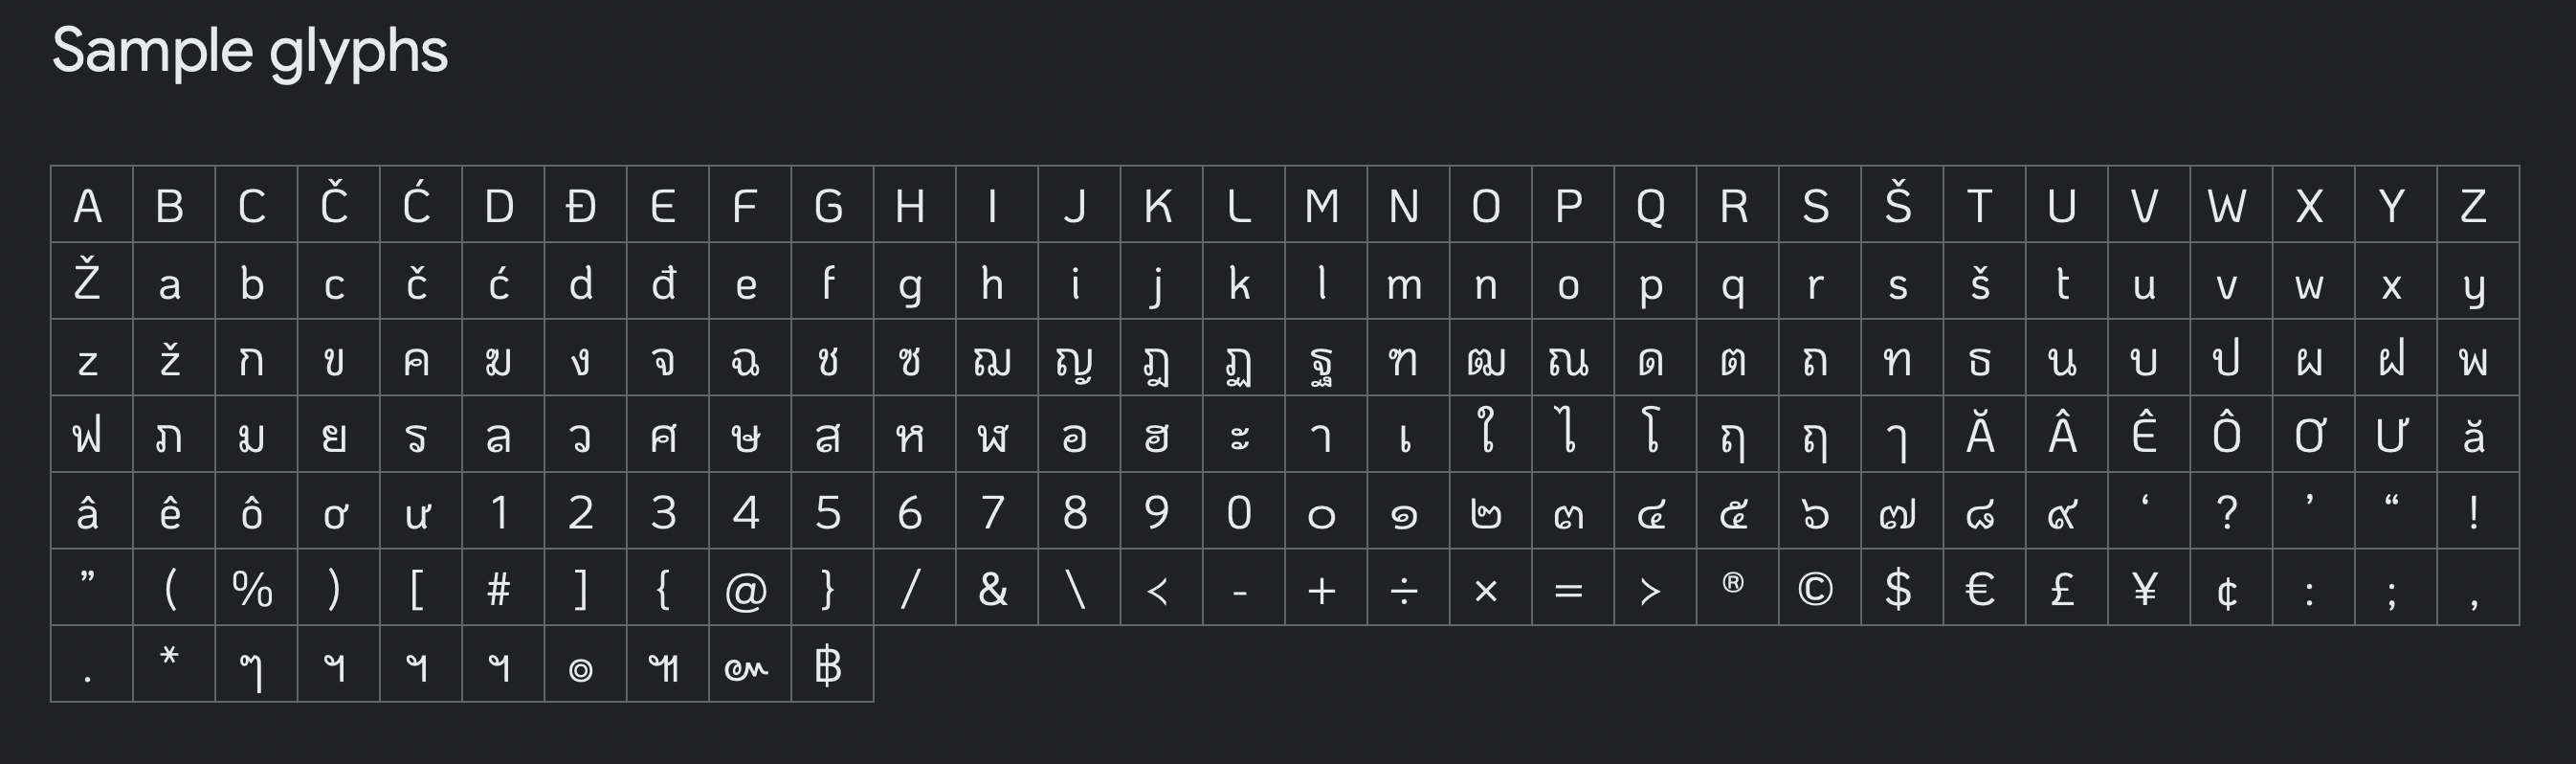 Sample glyphs
A B C Č Ć D Đ E F G H I J K L M N O P Q R S Š T U V W X Y Z
Ž a b c č ć d đ e f g h i j k l m n o p q r s š t u v w x y
z ž ก ข ค ฆ ง จ ฉ ช ซ ฌ ญ ฎ ฏ ฐ ฑ ฒ ณ ด ต ถ ท ธ น บ ป ผ ฝ พ
ฟ ภ ม ย ร ล ว ศ ษ ส ห ฬ อ ฮ ะ า เ ใ ไ โ ฤ ฤ ๅ Ă Â Ê Ô Ơ Ư ă
â ê ô ơ ư 1 2 3 4 5 6 7 8 9 0 ๐ ๑ ๒ ๓ ๔ ๕ ๖ ๗ ๘ ๙ ‘ ? ’ “ !
” ( % ) [ # ] { @ } / & \ < - + ÷ × = > ® © $ € £ ¥ ¢ : ; ,
. * ๆ ฯ ฯ ฯ ๏ ๚ ๛ ฿